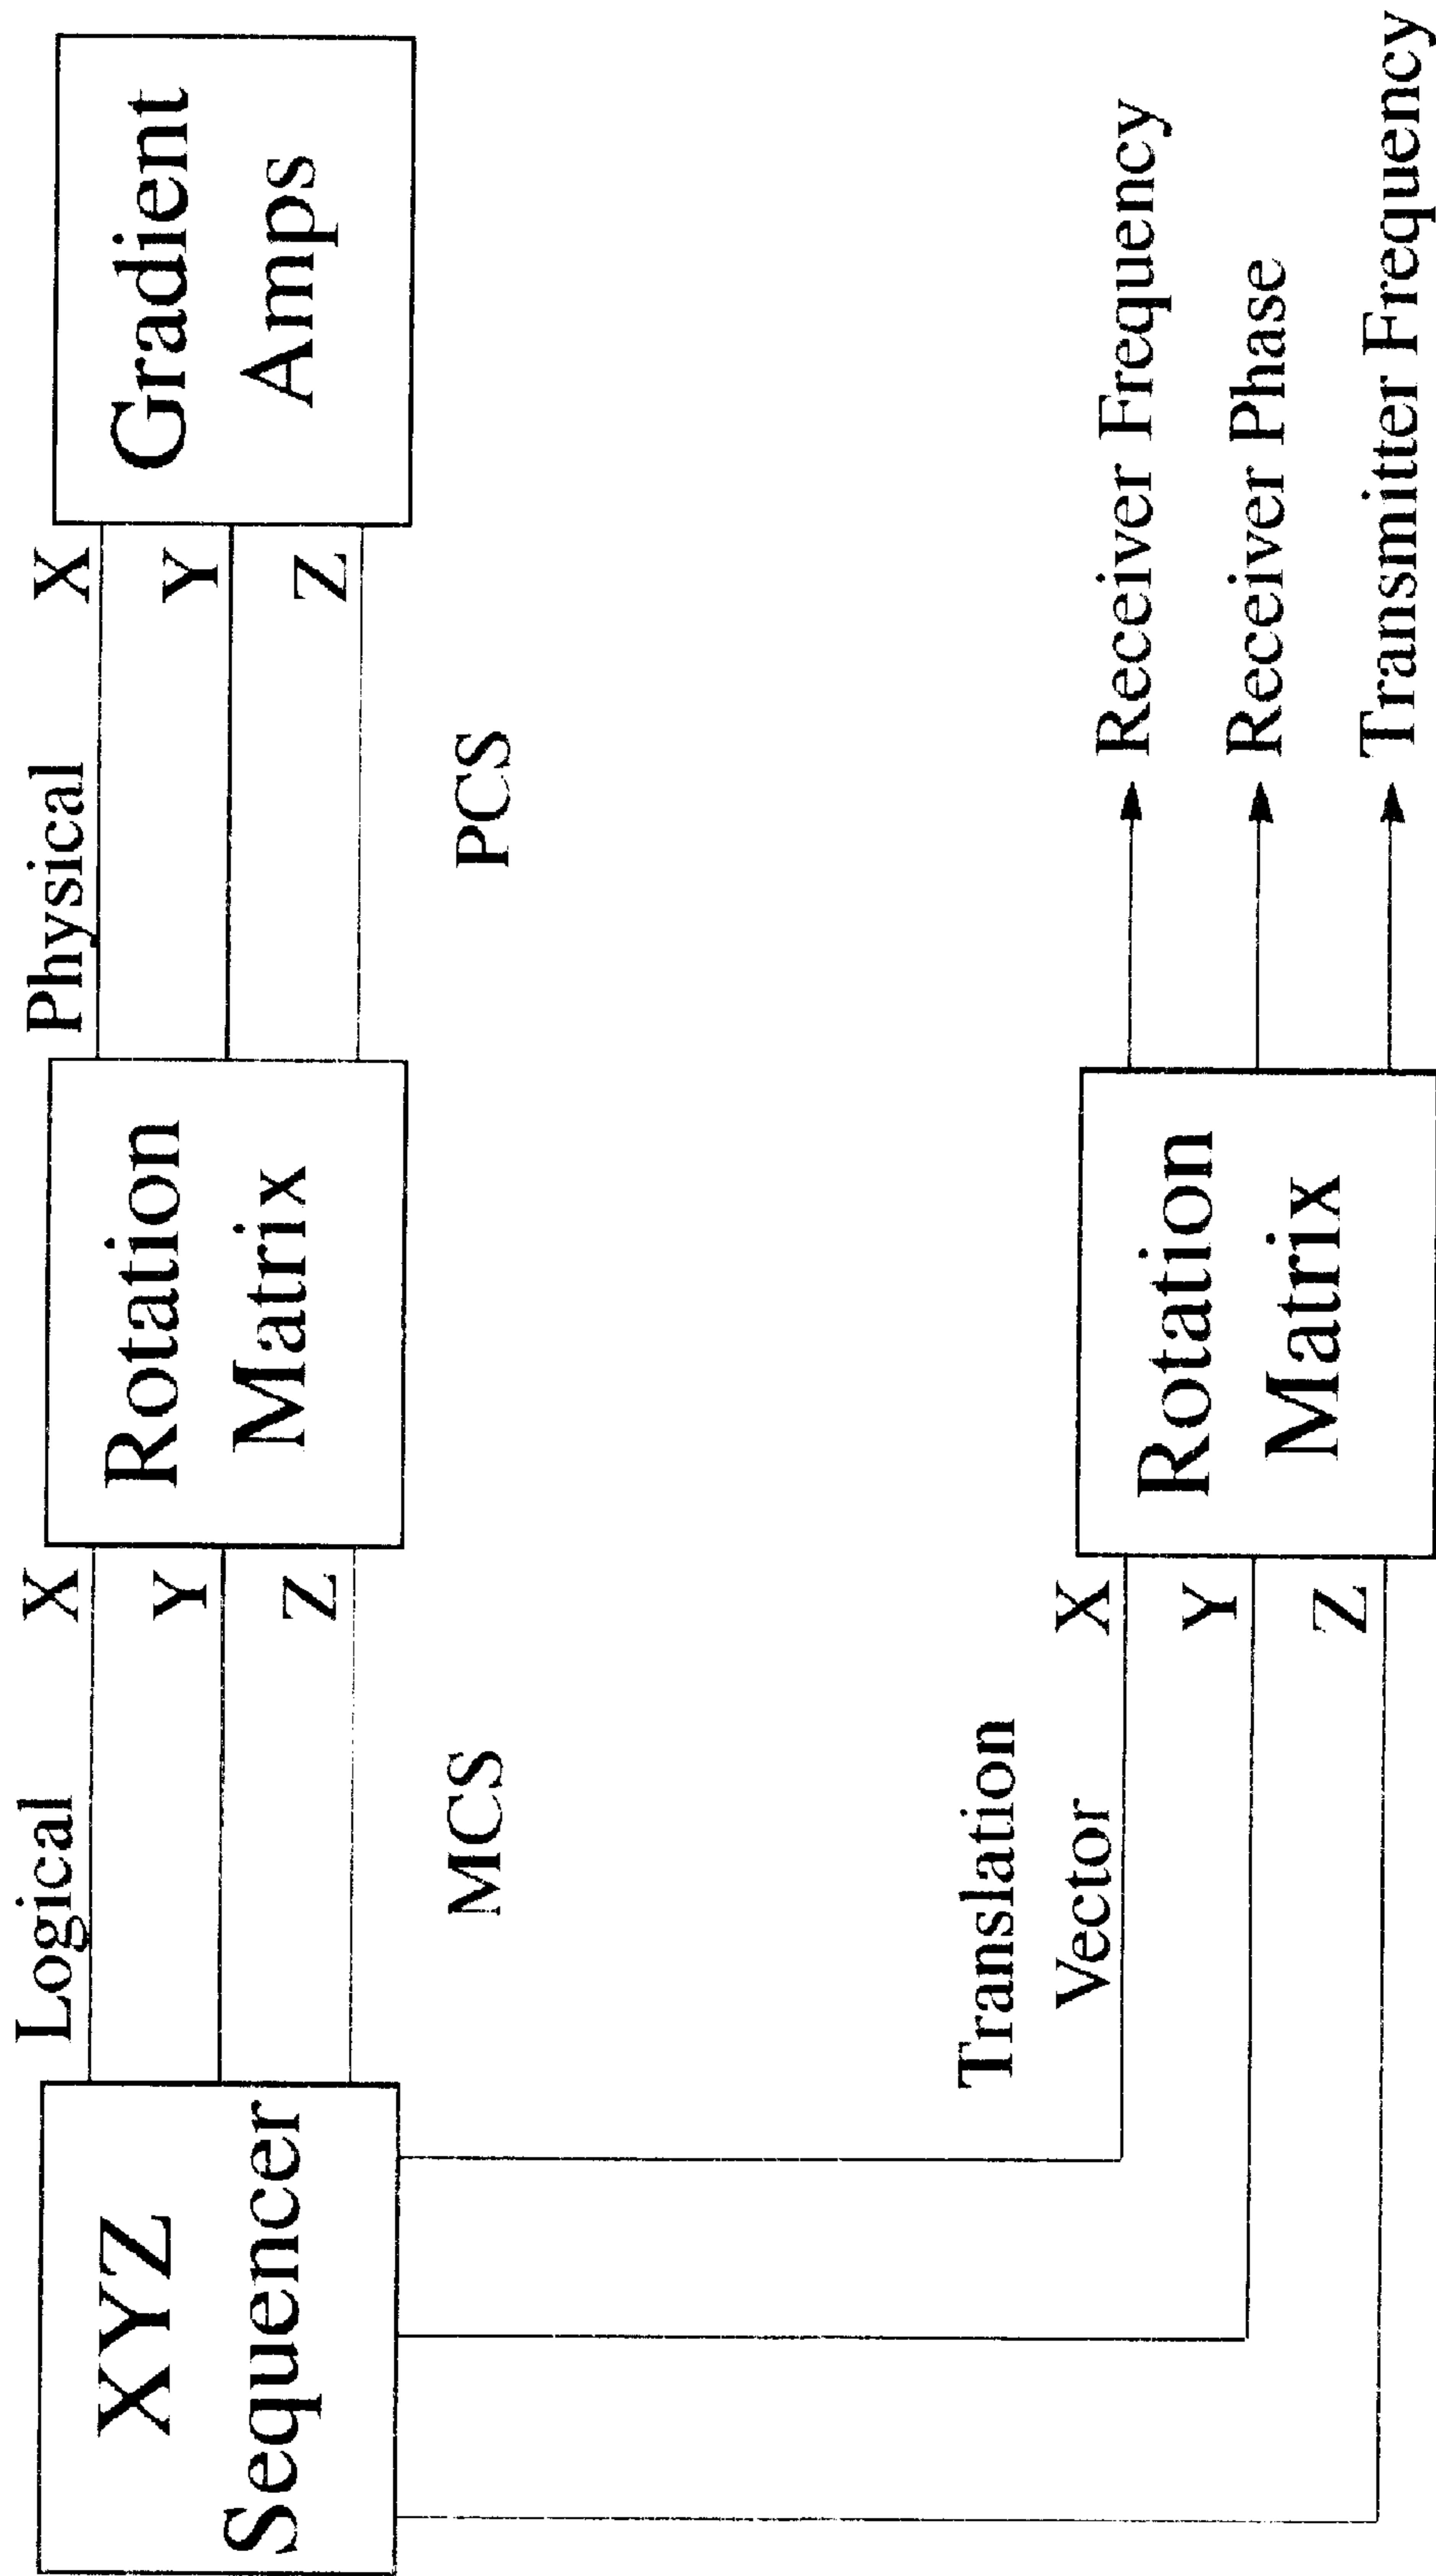 XYZ
Sequencer
Logical
X
Y
Z
MCS
Rotation
Matrix
Physical
X
Y
Z
PCS
Gradient
Amps
Translation
Vector
X
Y
Z
Rotation
Matrix
Receiver Frequency
Receiver Phase
Transmitter Frequency